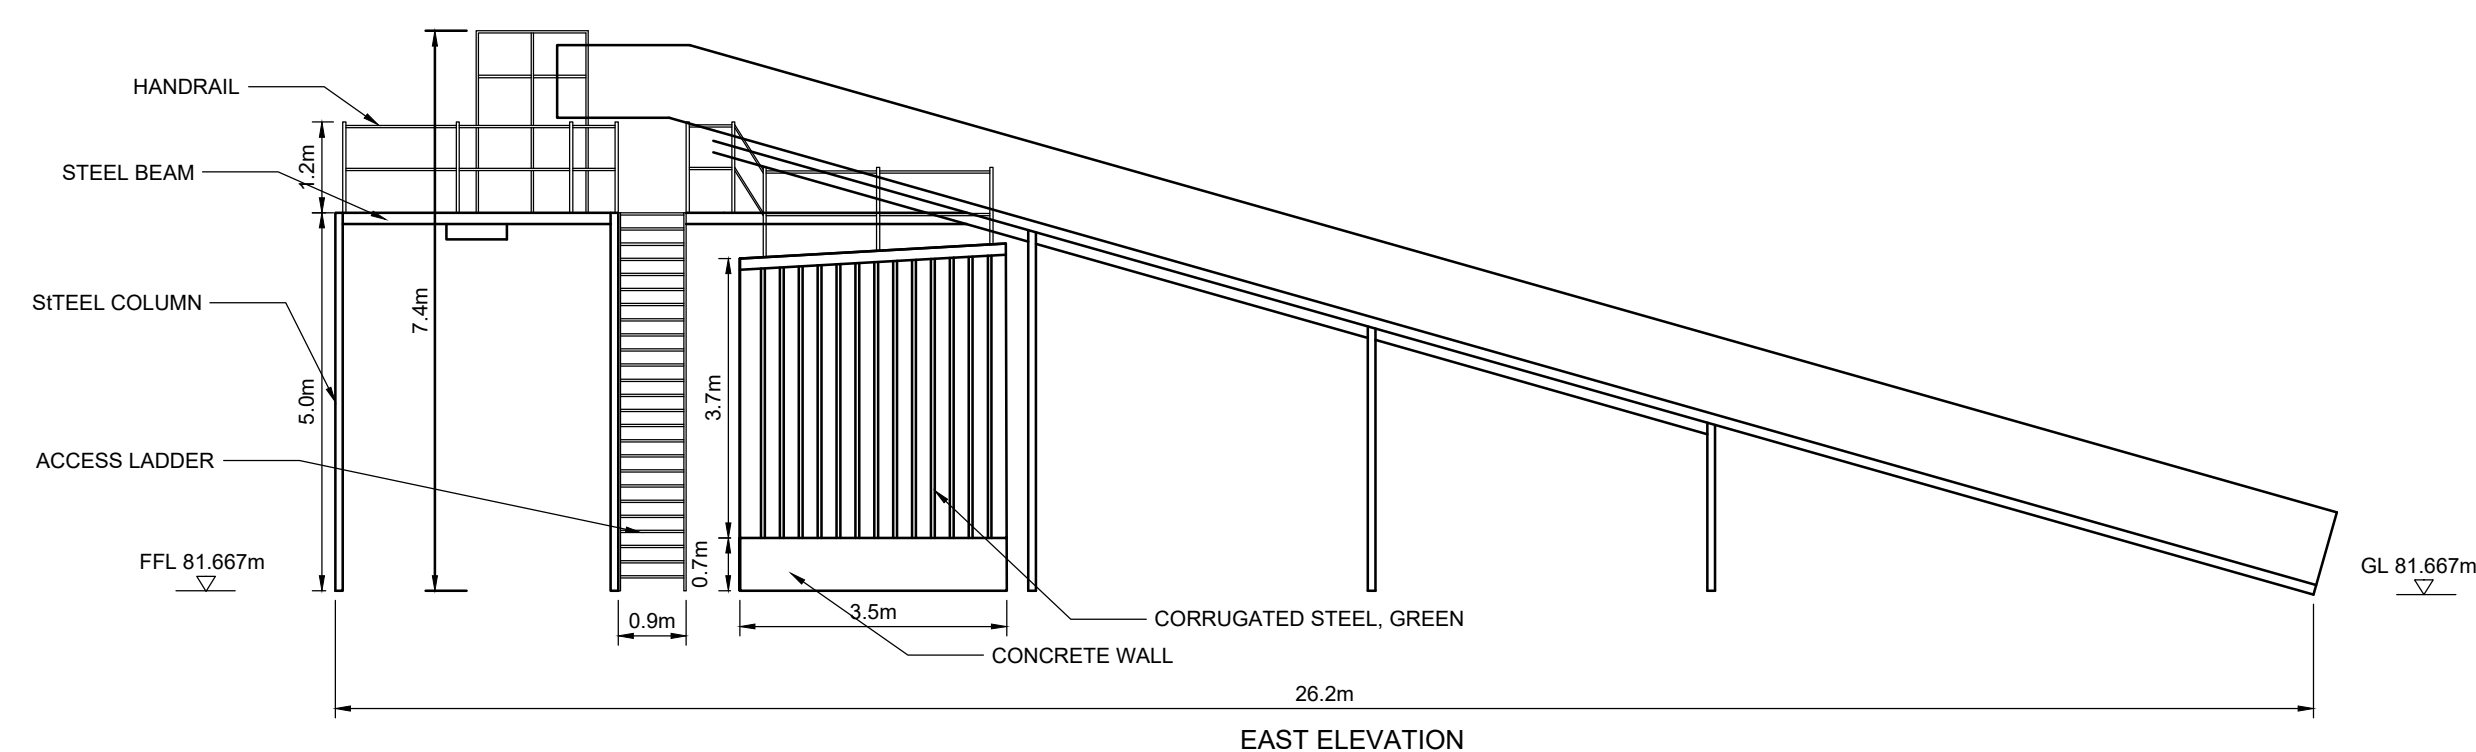 HANDRAIL
1.2m
STEEL BEAM
7.4m
StTEEL COLUMN
5.0m
3.7m
ACCESS LADDER
0.7m
FFL 81.667m
GL 81.667m
0.9m
3.5m
CORRUGATED STEEL, GREEN
CONCRETE WALL
26.2m
EAST ELEVATION